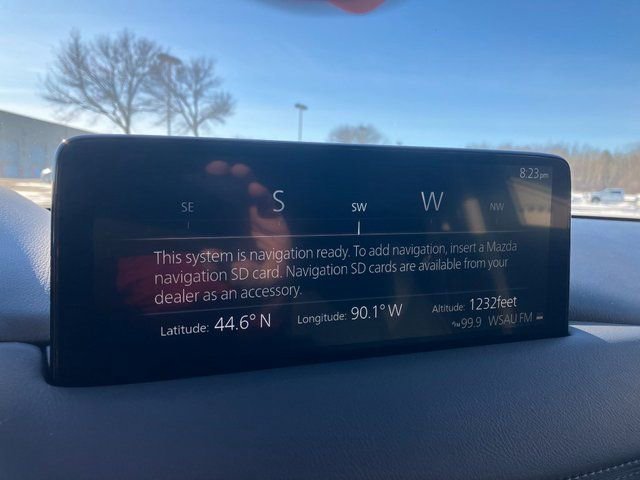 8:23pm
SE S SW W NW
This system is navigation ready. To add navigation, insert a Mazda
navigation SD card. Navigation SD cards are available from your
dealer as an accessory.
Latitude: 44.6° N Longitude: 90.1° W Altitude: 1232feet
FM 99.9 WSAU FM